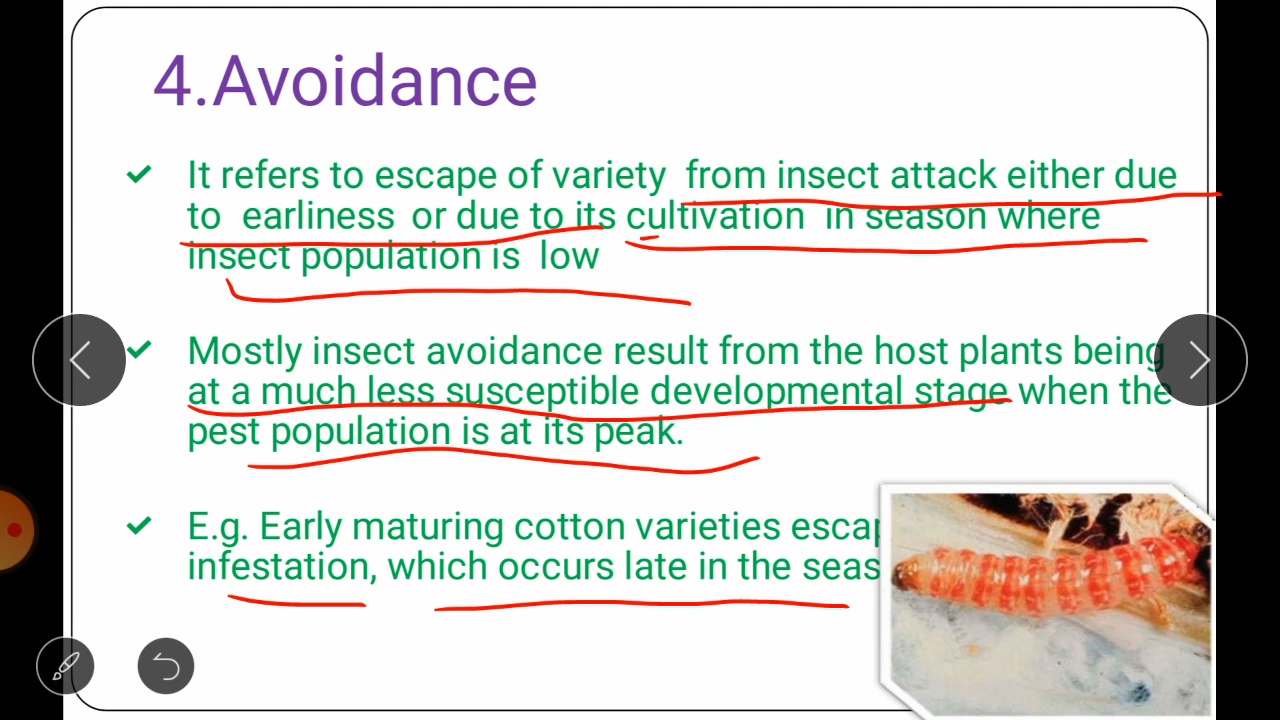 4.Avoidance
It refers to escape of variety from insect attack either due
to earliness or due to its cultivation in season where
insect population is low
Mostly insect avoidance result from the host plants being
at a much less susceptible developmental stage when the
pest population is at its peak.
E.g. Early maturing cotton varieties
infestation, which occurs late in the